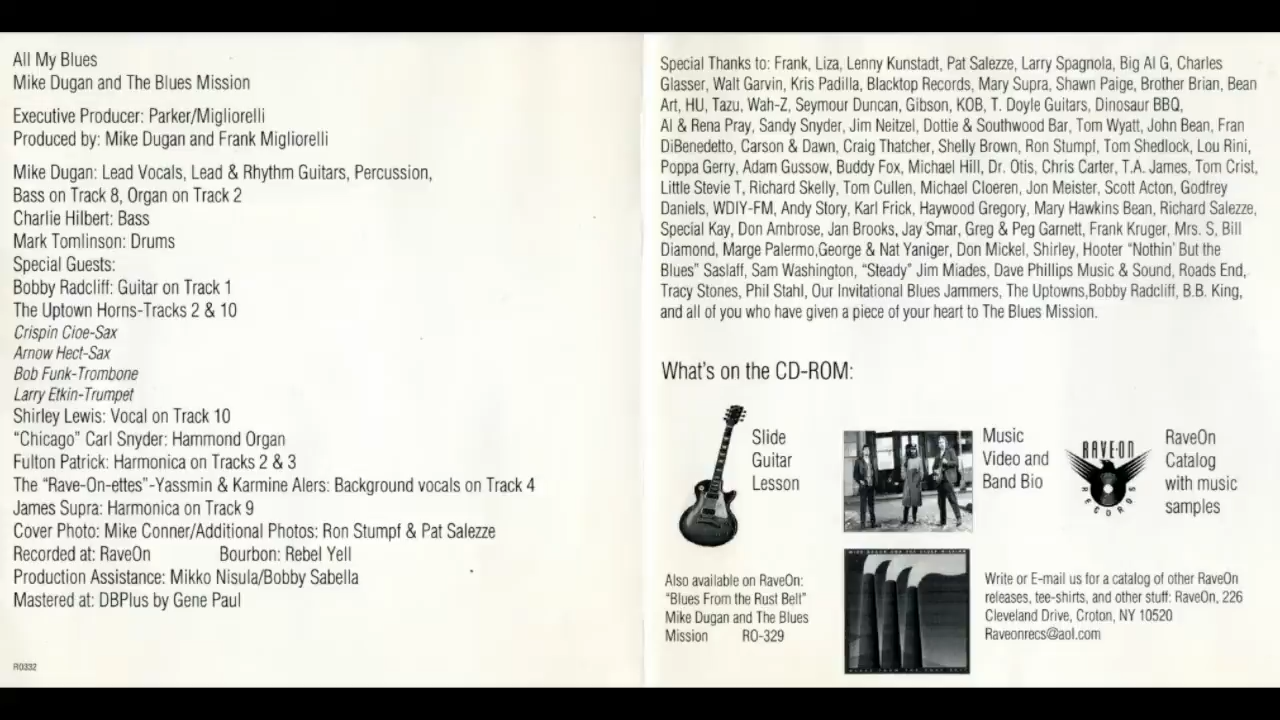 All My Blues
Mike Dugan and The Blues Mission
Executive Producer: Parker/Migliorelli
Produced by: Mike Dugan and Frank Migliorelli
Mike Dugan: Lead Vocals, Lead & Rhythm Guitars, Percussion,
Bass on Track 8, Organ on Track 2
Charlie Hilbert: Bass
Mark Tomlinson: Drums
Special Guests:
Bobby Radcliff: Guitar on Track 1
The Uptown Horns-Tracks 2 & 10
Crispin Cioe-Sax
Arnow Hect-Sax
Bob Funk-Trombone
Larry Etkin-Trumpet
Shirley Lewis: Vocal on Track 10
"Chicago" Carl Snyder: Hammond Organ
Fulton Patrick: Harmonica on Tracks 2 & 3
The "Rave-On-ettes"-Yassmin & Karmine Alers: Background vocals on Track 4
James Supra: Harmonica on Track 9
Cover Photo: Mike Conner/Additional Photos: Ron Stumpf & Pat Salezze
Recorded at: RaveOn Bourbon: Rebel Yell
Production Assistance: Mikko Nisula/Bobby Sabella
Mastered at: DBPlus by Gene Paul
R0332
Special Thanks to: Frank, Liza, Lenny Kunstadt, Pat Salezze, Larry Spagnola, Big Al G, Charles
Glasser, Walt Garvin, Kris Padilla, Blacktop Records, Mary Supra, Shawn Paige, Brother Brian, Bean
Art, HU, Tazu, Wah-Z, Seymour Duncan, Gibson, KOB, T. Doyle Guitars, Dinosaur BBQ,
Al & Rena Pray, Sandy Snyder, Jim Neitzel, Dottie & Southwood Bar, Tom Wyatt, John Bean, Fran
DiBenedetto, Carson & Dawn, Craig Thatcher, Shelly Brown, Ron Stumpf, Tom Shedlock, Lou Rini,
Poppa Gerry, Adam Gussow, Buddy Fox, Michael Hill, Dr. Otis, Chris Carter, T.A. James, Tom Crist,
Little Stevie T, Richard Skelly, Tom Cullen, Michael Cloeren, Jon Meister, Scott Acton, Godfrey
Daniels, WDIY-FM, Andy Story, Karl Frick, Haywood Gregory, Mary Hawkins Bean, Richard Salezze,
Special Kay, Don Ambrose, Jan Brooks, Jay Smar, Greg & Peg Garnett, Frank Kruger, Mrs. S, Bill
Diamond, Marge Palermo,George & Nat Yaniger, Don Mickel, Shirley, Hooter "Nothin' But the
Blues" Saslaff, Sam Washington, "Steady" Jim Miades, Dave Phillips Music & Sound, Roads End,
Tracy Stones, Phil Stahl, Our Invitational Blues Jammers, The Uptowns,Bobby Radcliff, B.B. King,
and all of you who have given a piece of your heart to The Blues Mission.
What's on the CD-ROM:
Slide
Guitar
Lesson
Music
Video and
Band Bio
RAVE-ON
RECORDS
RaveOn
Catalog
with music
samples
Also available on RaveOn:
"Blues From the Rust Belt"
Mike Dugan and The Blues
Mission RO-329
MIKE DUGAN AND THE BLUES MISSION
BLUES FROM THE RUST BELT
Write or E-mail us for a catalog of other RaveOn
releases, tee-shirts, and other stuff: RaveOn, 226
Cleveland Drive, Croton, NY 10520
Raveonrecs@aol.com